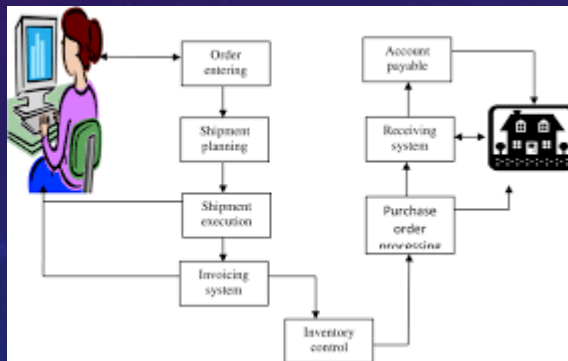 Order
entering
Shipment
planning
Shipment
execution
Invoicing
system
Inventory
control
Purchase
order
processing
Receiving
system
Account
payable